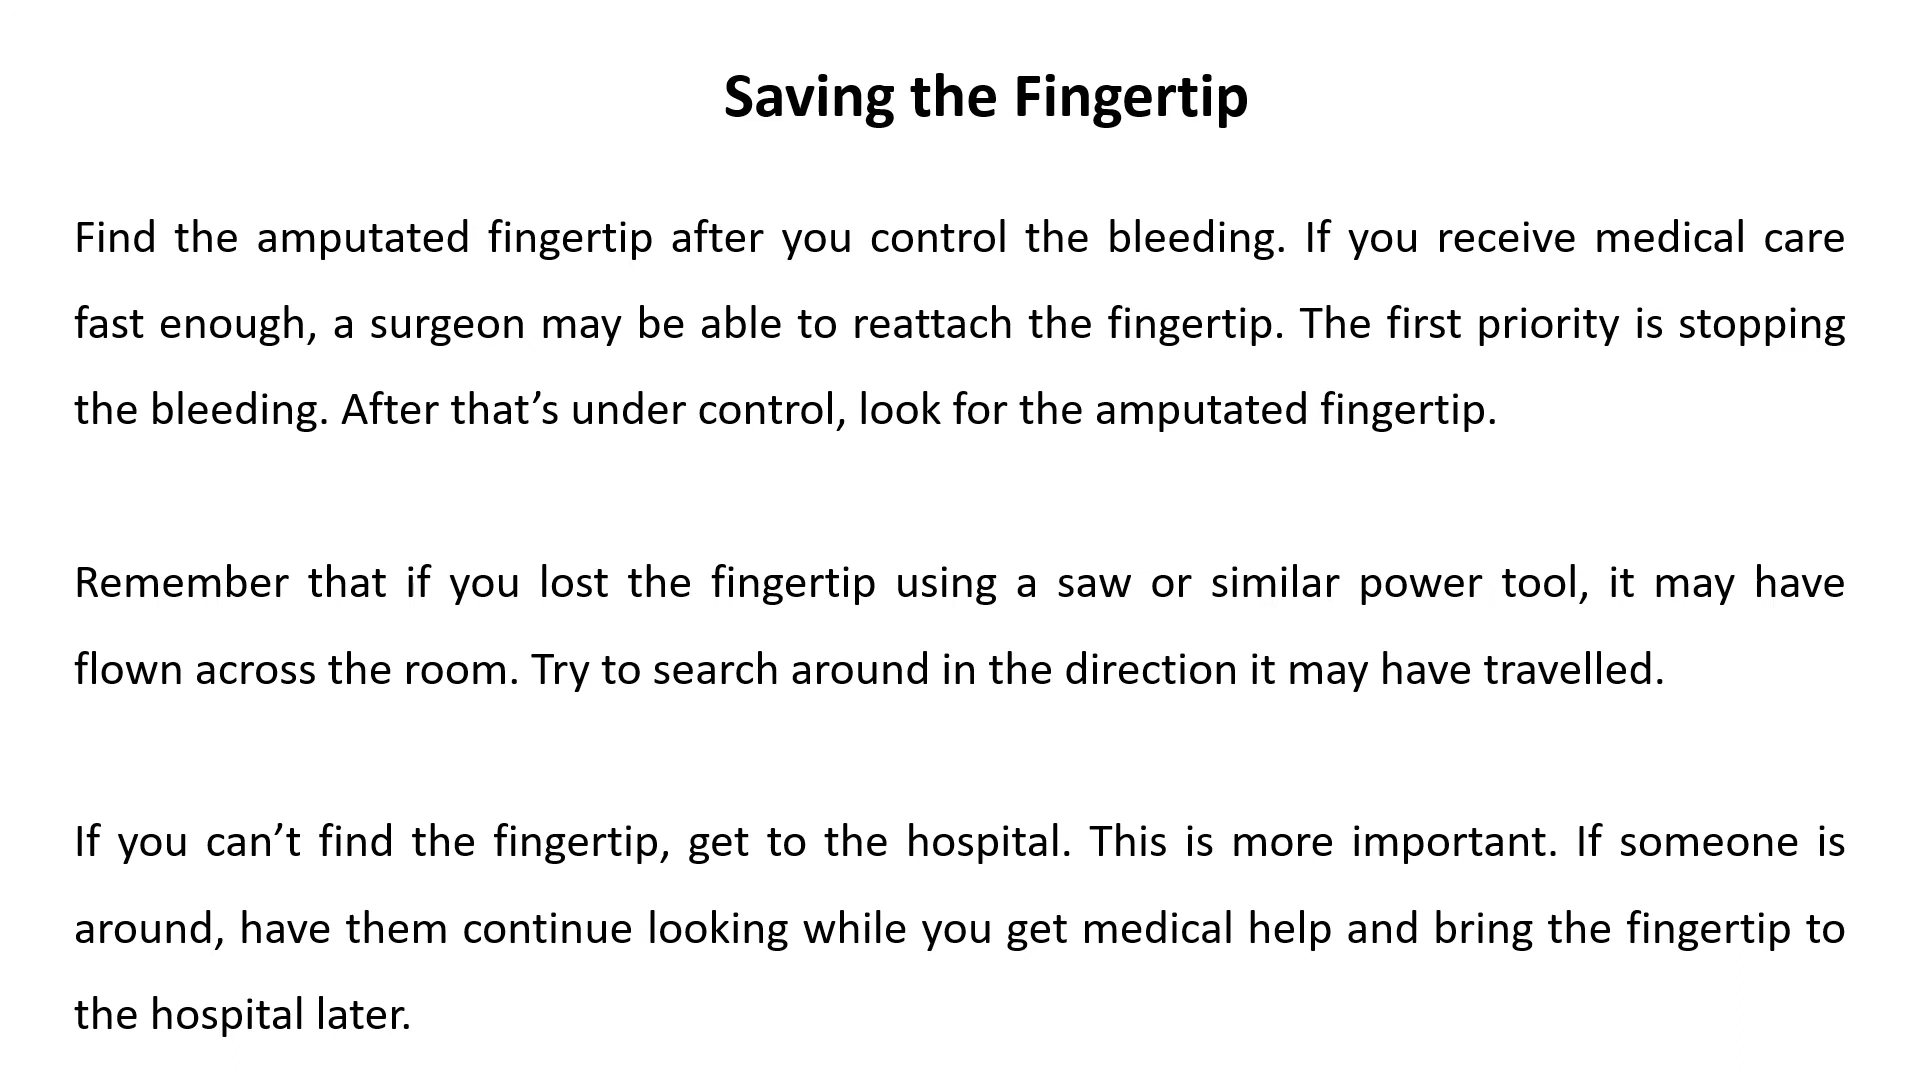 Saving the Fingertip
Find the amputated fingertip after you control the bleeding. If you receive medical care
fast enough, a surgeon may be able to reattach the fingertip. The first priority is stopping
the bleeding. After that’s under control, look for the amputated fingertip.
Remember that if you lost the fingertip using a saw or similar power tool, it may have
flown across the room. Try to search around in the direction it may have travelled.
If you can’t find the fingertip, get to the hospital. This is more important. If someone is
around, have them continue looking while you get medical help and bring the fingertip to
the hospital later.